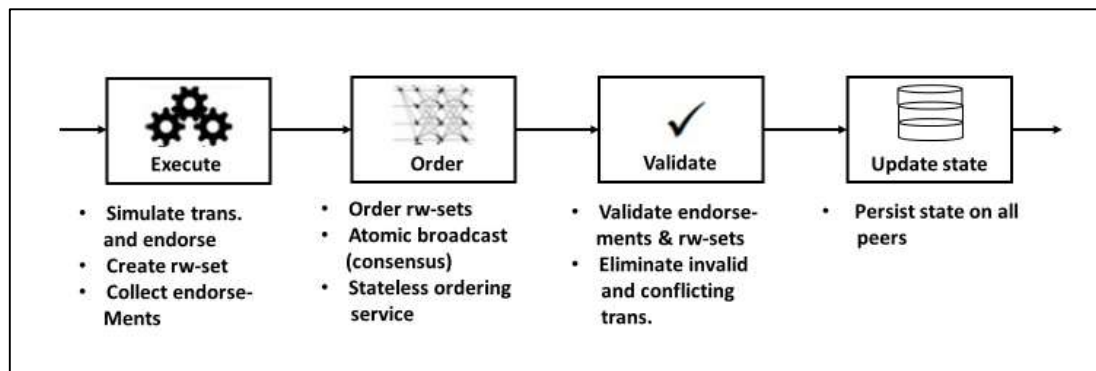 Execute
• Simulate trans.
and endorse
• Create rw-set
• Collect endorse-
Ments
Order
• Order rw-sets
• Atomic broadcast
(consensus)
• Stateless ordering
service
Validate
• Validate endorse-
ments & rw-sets
• Eliminate invalid
and conflicting
trans.
Update state
• Persist state on all
peers